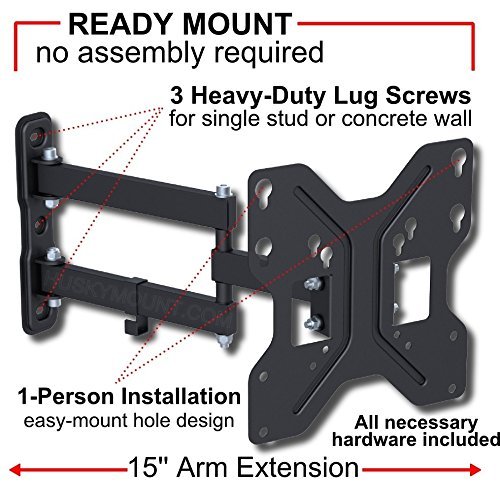 READY MOUNT
no assembly required
3 Heavy-Duty Lug Screws
for single stud or concrete wall
HUSKYMOUNT.COM
1-Person Installation
easy-mount hole design
All necessary
hardware included
15" Arm Extension